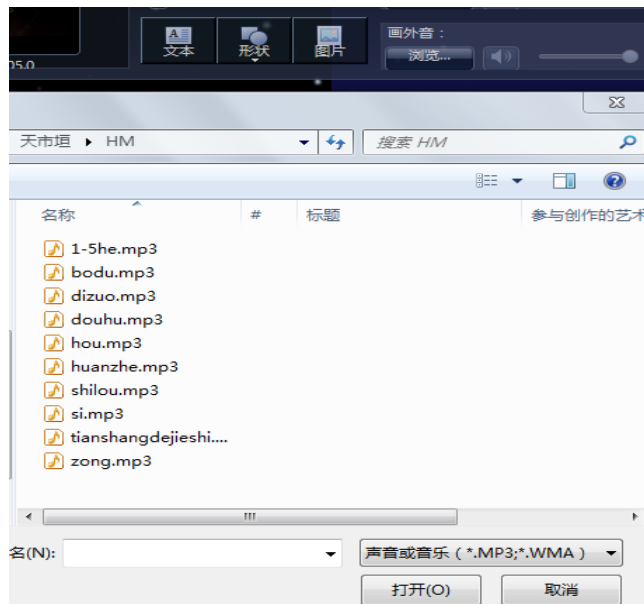 画外音：
文本 形状 图片 浏览...
05.0
天市垣 HM 搜索 HM
名称 # 标题 参与创作的艺术
1-5he.mp3
bodu.mp3
dizuo.mp3
douhu.mp3
hou.mp3
huanzhe.mp3
shilou.mp3
si.mp3
tianshangdejieshi....
zong.mp3
名(N): 声音或音乐 ( *.MP3;*.WMA )
打开(O) 取消